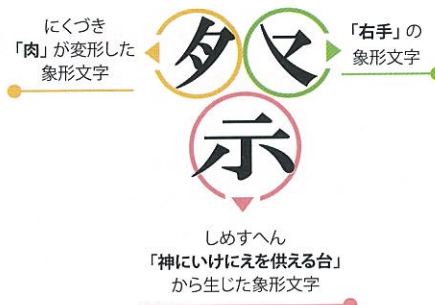 にくづき
「肉」が変形した
象形文字
「右手」の
象形文字
示
しめすへん
「神にいけにえを供える台」
から生じた象形文字